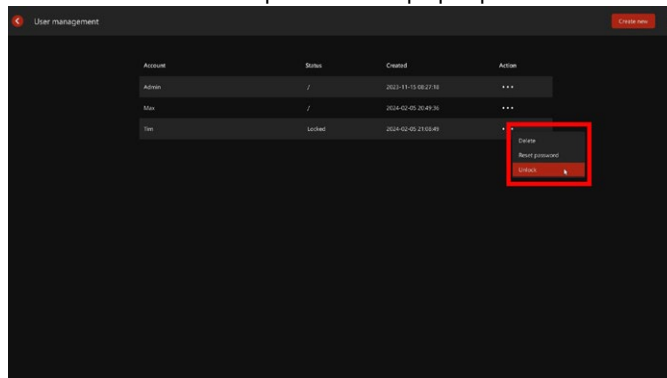 User management
Create new
Account Status Created Action
Admin / 2023-11-15 08:27:18 •••
Max / 2024-02-05 20:49:36 •••
Tim Locked 2024-02-05 21:08:49
Delete
Reset password
Unlock